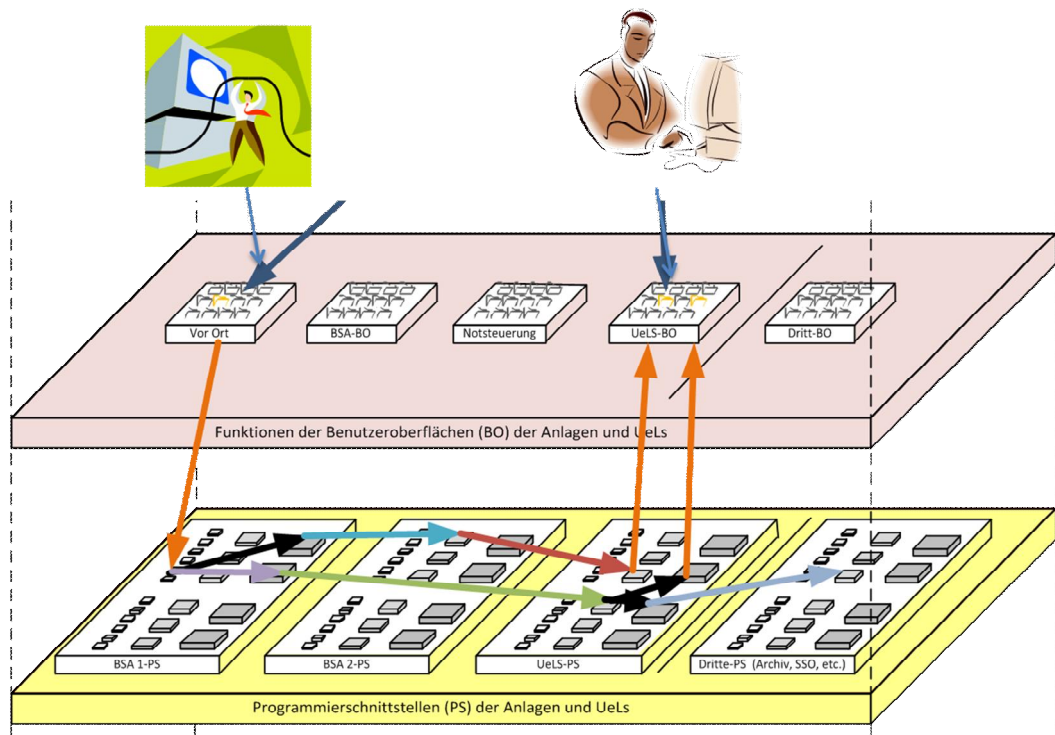 Vor Ort
BSA-BO
Notsteuerung
UeLS-BO
Dritt-BO
Funktionen der Benutzeroberflächen (BO) der Anlagen und UeLs
BSA 1-PS
BSA 2-PS
UeLS-PS
Dritte-PS (Archiv, SSO, etc.)
Programmierschnittstellen (PS) der Anlagen und UeLs